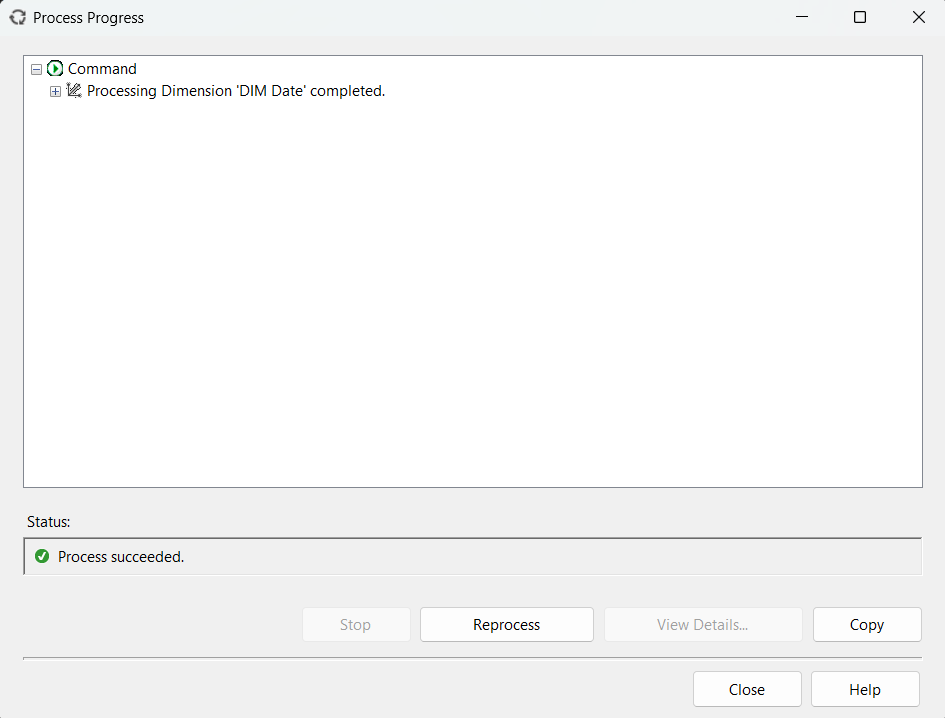 Process Progress
Command
Processing Dimension 'DIM Date' completed.
Status:
Process succeeded.
Stop Reprocess View Details... Copy
Close Help